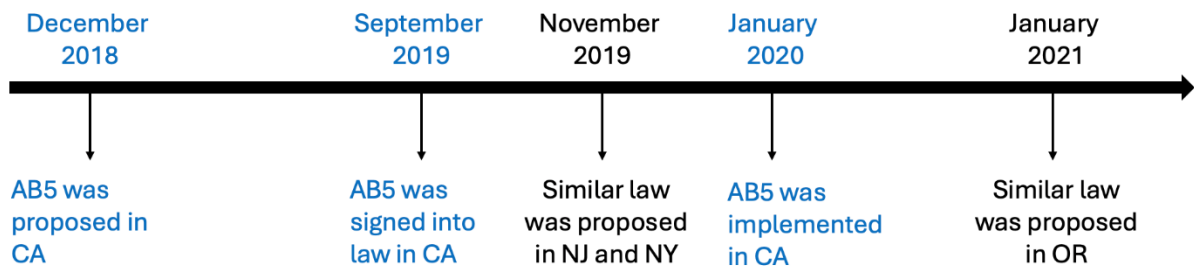 December
2018
September
2019
November
2019
January
2020
January
2021
AB5 was
proposed in
CA
AB5 was
signed into
law in CA
Similar law
was proposed
in NJ and NY
AB5 was
implemented
in CA
Similar law
was proposed
in OR